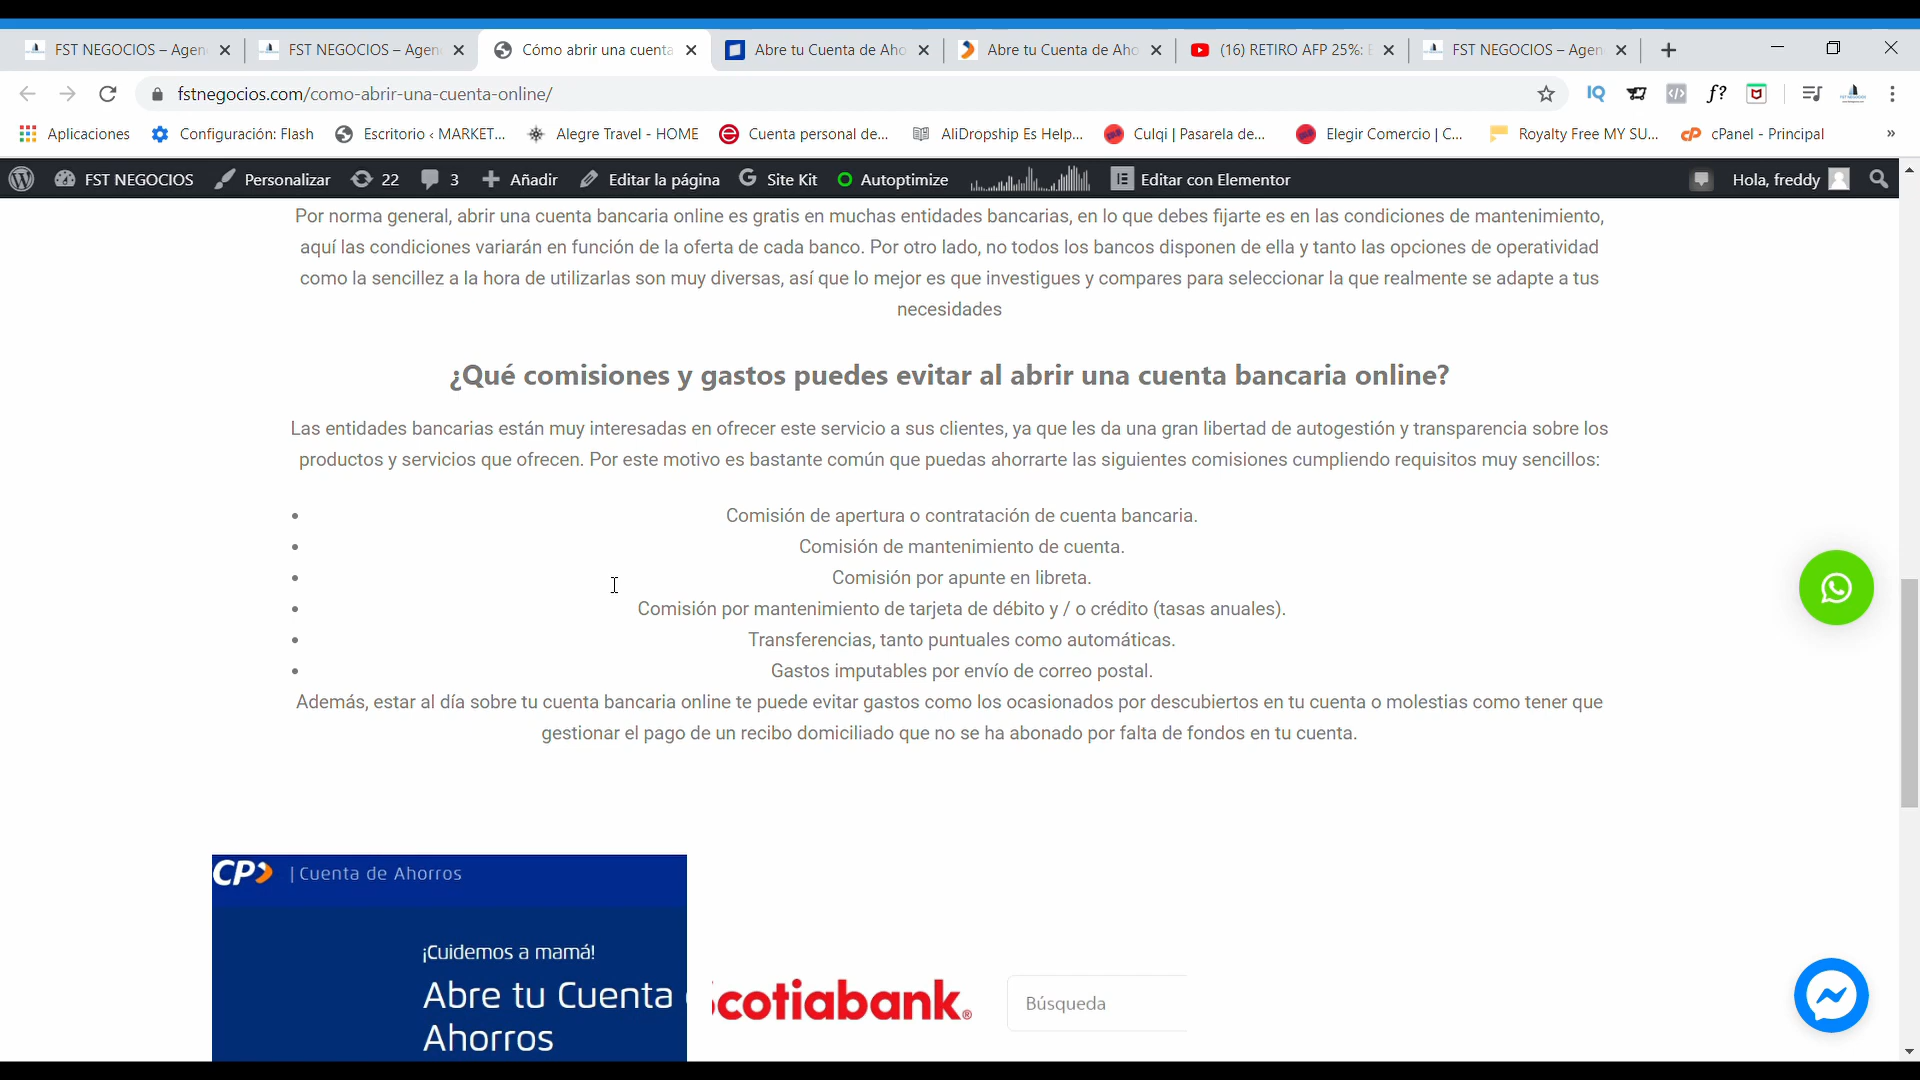 FST NEGOCIOS – Agen
FST NEGOCIOS – Agen
Cómo abrir una cuenta
Abre tu Cuenta de Aho
Abre tu Cuenta de Aho
(16) RETIRO AFP 25%:
FST NEGOCIOS – Agen
fstnegocios.com/como-abrir-una-cuenta-online/
Aplicaciones
Configuración: Flash
Escritorio ‹ MARKET...
Alegre Travel - HOME
Cuenta personal de...
AliDropship Es Help...
Culqi | Pasarela de...
Elegir Comercio | C...
Royalty Free MY SU...
cPanel - Principal
»
FST NEGOCIOS
Personalizar
22
3
Añadir
Editar la página
Site Kit
Autoptimize
Editar con Elementor
Hola, freddy
Por norma general, abrir una cuenta bancaria online es gratis en muchas entidades bancarias, en lo que debes fijarte es en las condiciones de mantenimiento,
aquí las condiciones variarán en función de la oferta de cada banco. Por otro lado, no todos los bancos disponen de ella y tanto las opciones de operatividad
como la sencillez a la hora de utilizarlas son muy diversas, así que lo mejor es que investigues y compares para seleccionar la que realmente se adapte a tus
necesidades
¿Qué comisiones y gastos puedes evitar al abrir una cuenta bancaria online?
Las entidades bancarias están muy interesadas en ofrecer este servicio a sus clientes, ya que les da una gran libertad de autogestión y transparencia sobre los
productos y servicios que ofrecen. Por este motivo es bastante común que puedas ahorrarte las siguientes comisiones cumpliendo requisitos muy sencillos:
• Comisión de apertura o contratación de cuenta bancaria.
• Comisión de mantenimiento de cuenta.
• Comisión por apunte en libreta.
• Comisión por mantenimiento de tarjeta de débito y / o crédito (tasas anuales).
• Transferencias, tanto puntuales como automáticas.
• Gastos imputables por envío de correo postal.
Además, estar al día sobre tu cuenta bancaria online te puede evitar gastos como los ocasionados por descubiertos en tu cuenta o molestias como tener que
gestionar el pago de un recibo domiciliado que no se ha abonado por falta de fondos en tu cuenta.
CP | Cuenta de Ahorros
¡Cuidemos a mamá!
Abre tu Cuenta
Ahorros
cotiabank®
Búsqueda